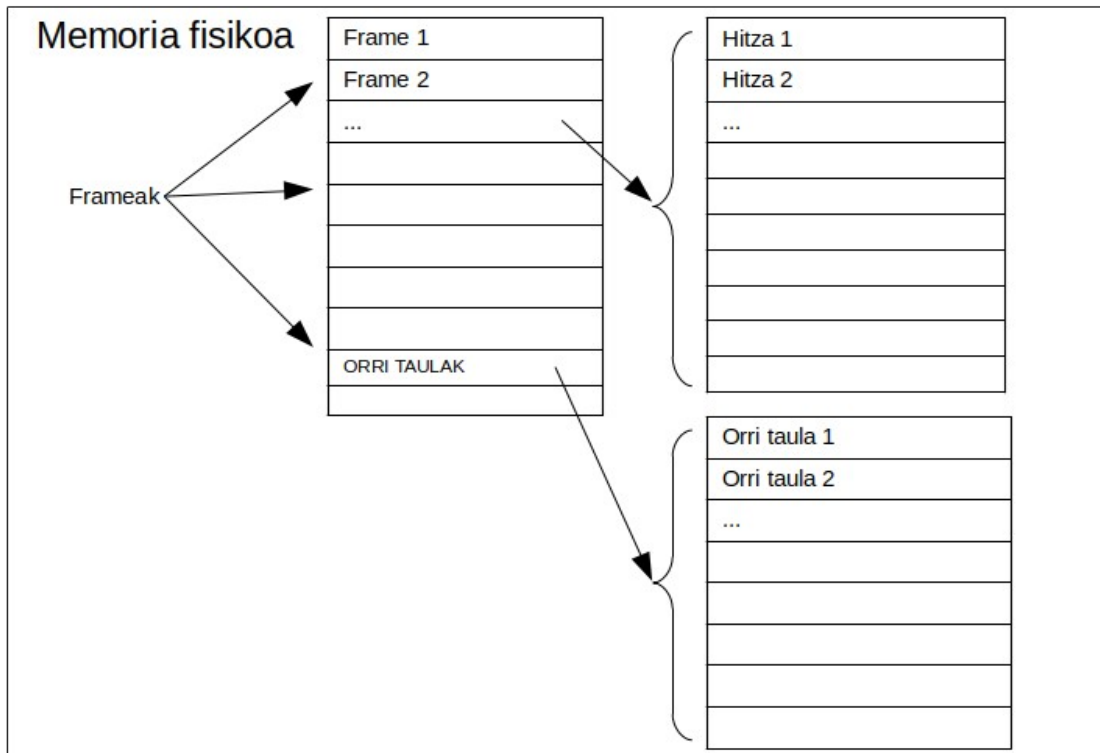 Memoria fisikoa
Frameak
Frame 1
Frame 2
...
ORRI TAULAK
Hitza 1
Hitza 2
...
Orri taula 1
Orri taula 2
...